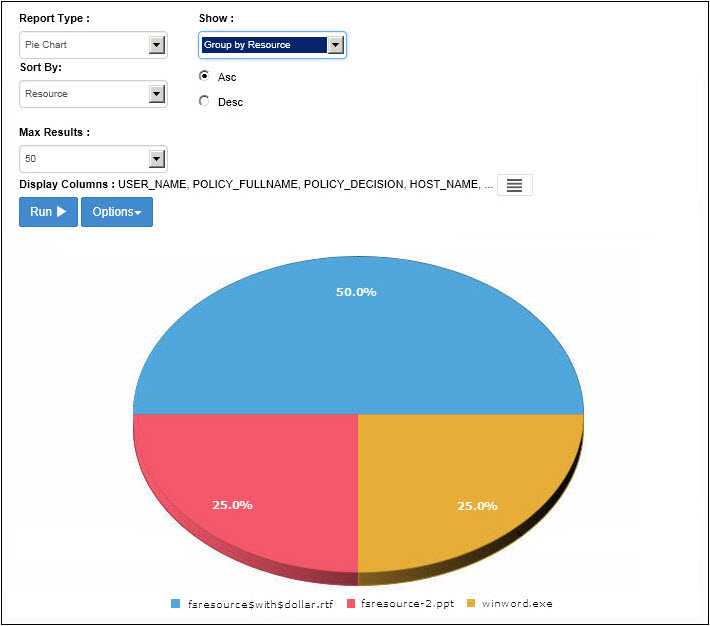 Report Type :
Show :
Pie Chart
Group by Resource
Sort By:
Asc
Resource
Desc
Max Results :
50
Display Columns : USER_NAME, POLICY_FULLNAME, POLICY_DECISION, HOST_NAME, ...
Run
Options
50.0%
25.0%
25.0%
fsresource$with$dollar.rtf
fsresource-2.ppt
winword.exe